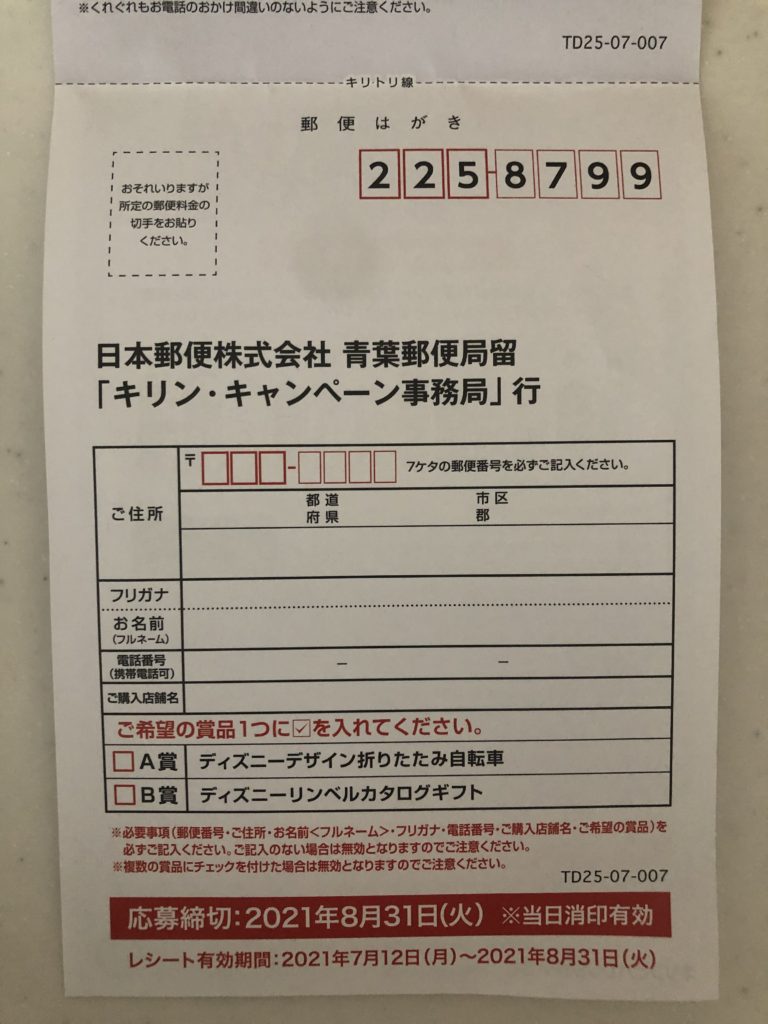 ※くれぐれもお電話のおかけ間違いのないようにご注意ください。
TD25-07-007
キリ・トリ線
郵便はがき
おそれいりますが
所定の郵便料金の
切手をお貼り
ください。
225-8799
日本郵便株式会社 青葉郵便局留
「キリン・キャンペーン事務局」行
ご住所
〒 - 7ケタの郵便番号を必ずご記入ください。
都道 市区
府県 郡
フリガナ
お名前
(フルネーム)
電話番号
(携帯電話可)
– –
ご購入店舗名
ご希望の賞品1つに☑を入れてください。
□A賞 ディズニーデザイン折りたたみ自転車
□B賞 ディズニーリンベルカタログギフト
※必要事項(郵便番号・ご住所・お名前<フルネーム>・フリガナ・電話番号・ご購入店舗名・ご希望の賞品)を
必ずご記入ください。ご記入のない場合は無効となりますのでご注意ください。
※複数の賞品にチェックを付けた場合は無効となりますのでご注意ください。
TD25-07-007
応募締切:2021年8月31日(火) ※当日消印有効
レシート有効期間:2021年7月12日(月)〜2021年8月31日(火)